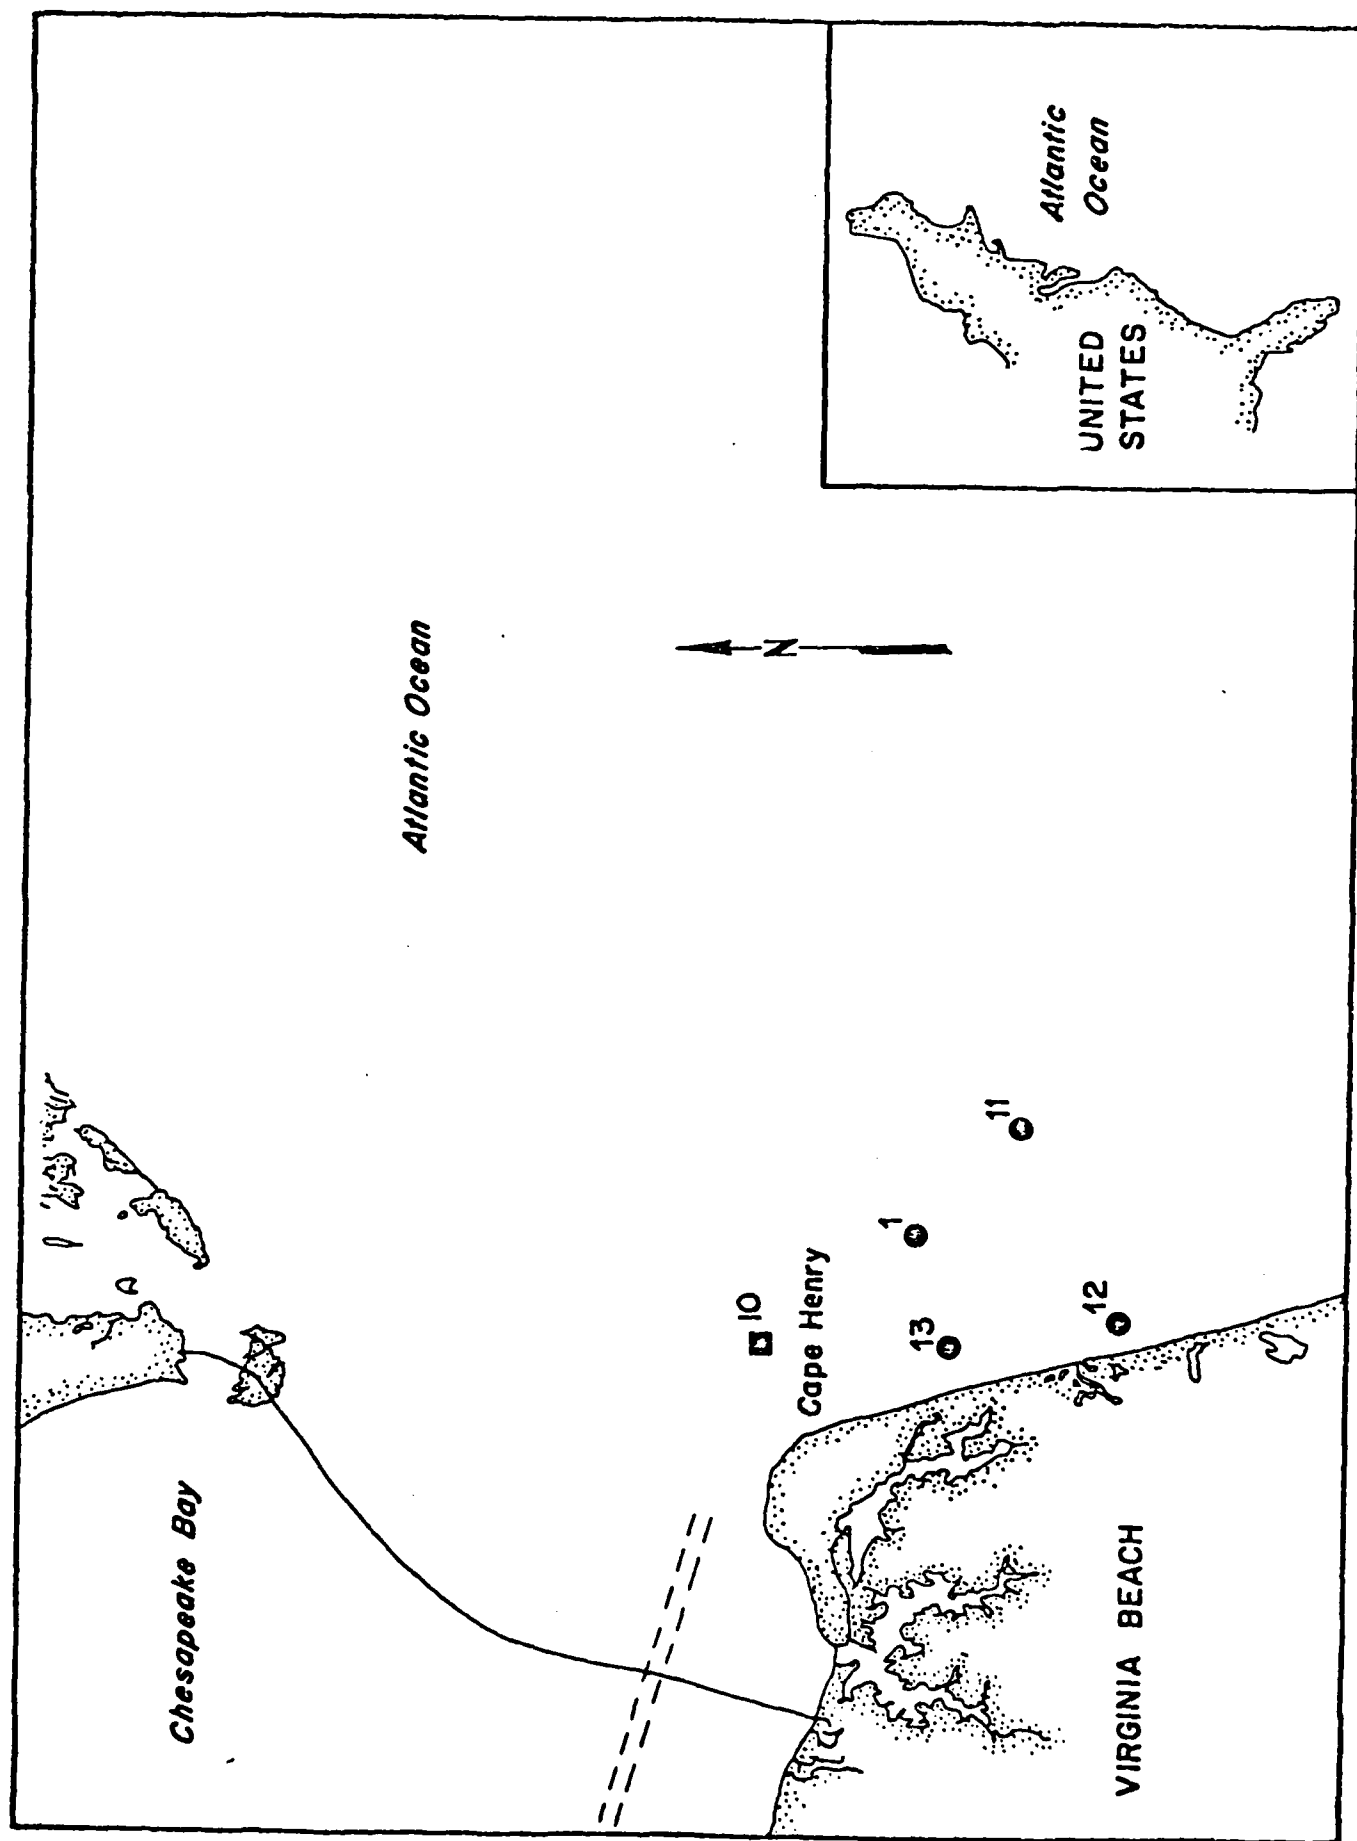 Chesapeake Bay
Atlantic Ocean
N
10
Cape Henry
1
13
11
12
VIRGINIA BEACH
UNITED
STATES
Atlantic
Ocean